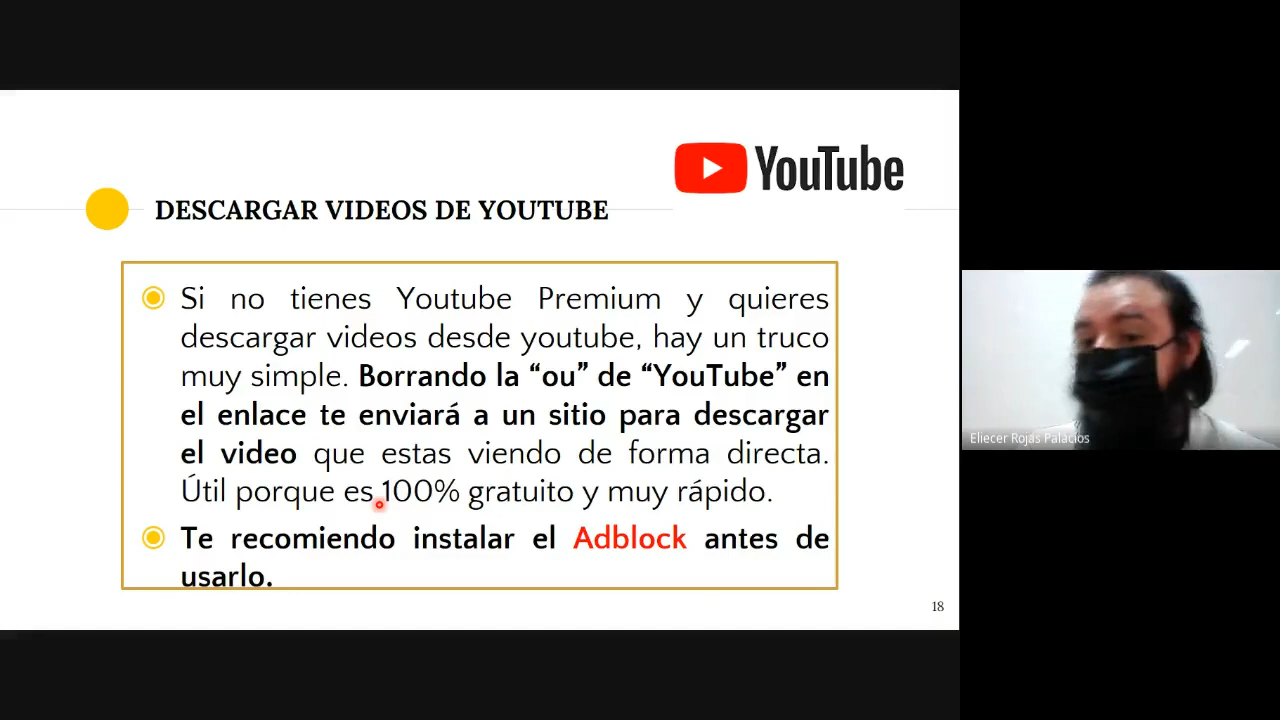 YouTube
DESCARGAR VIDEOS DE YOUTUBE
Si no tienes Youtube Premium y quieres
descargar videos desde youtube, hay un truco
muy simple. Borrando la “ou” de “YouTube” en
el enlace te enviará a un sitio para descargar
el video que estas viendo de forma directa.
Útil porque es 100% gratuito y muy rápido.
Te recomiendo instalar el Adblock antes de
usarlo.
18
Eliecer Rojas Palacios